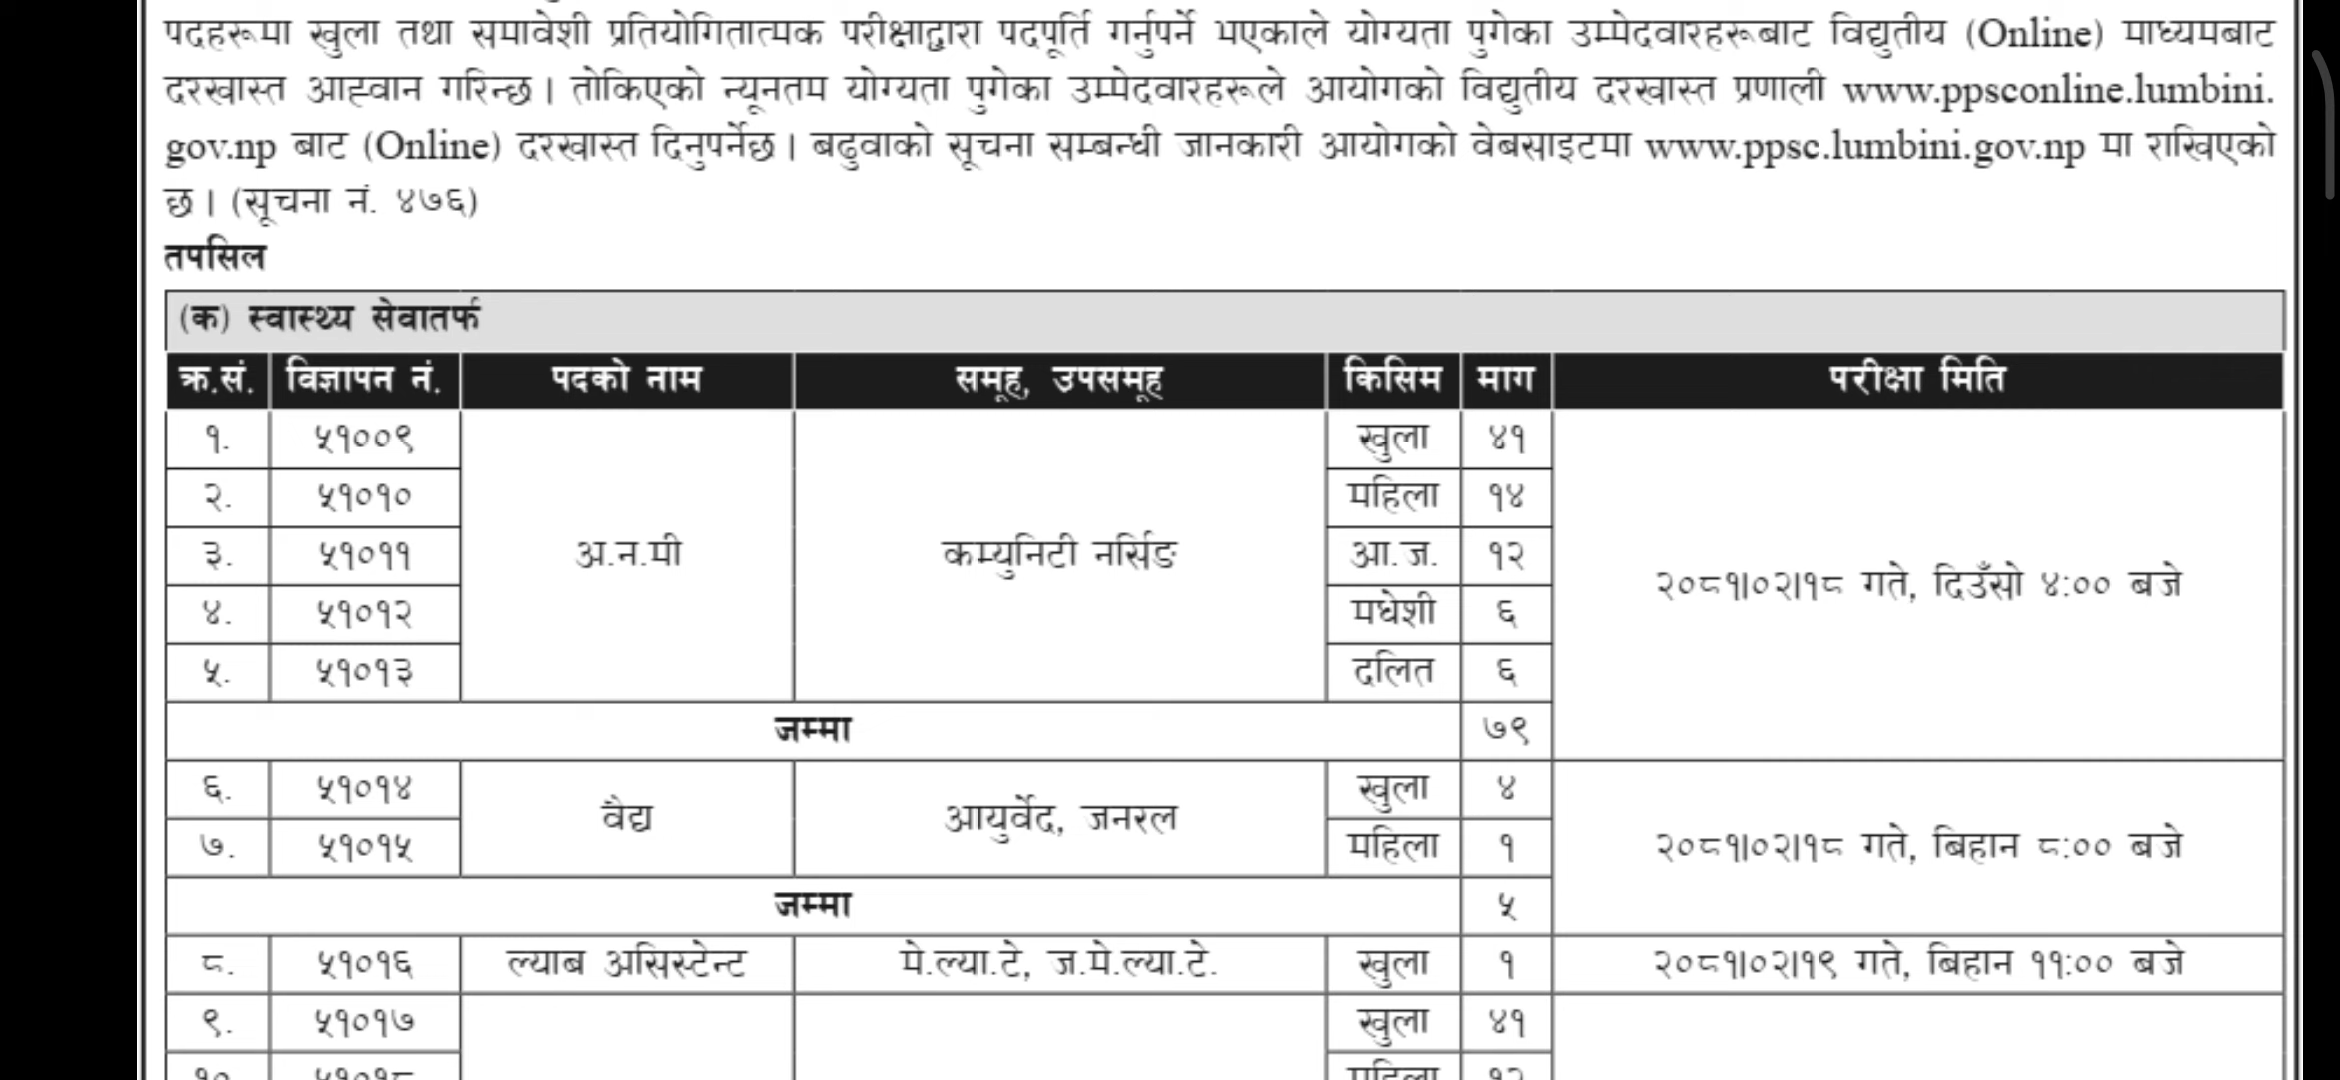 पदहरूमा खुला तथा समावेशी प्रतियोगितात्मक परीक्षाद्वारा पदपूर्ति गर्नुपर्ने भएकाले योग्यता पुगेका उम्मेदवारहरूबाट विद्युतीय (Online) माध्यमबाट
दरखास्त आह्वान गरिन्छ। तोकिएको न्यूनतम योग्यता पुगेका उम्मेदवारहरूले आयोगको विद्युतीय दरखास्त प्रणाली www.ppsconline.lumbini.
gov.np बाट (Online) दरखास्त दिनुपर्नेछ। बढुवाको सूचना सम्बन्धी जानकारी आयोगको वेबसाइटमा www.ppsc.lumbini.gov.np मा राखिएको
छ। (सूचना नं. ४७६)
तपसिल
(क) स्वास्थ्य सेवातर्फ
क्र.सं. विज्ञापन नं. पदको नाम समूह, उपसमूह किसिम माग परीक्षा मिति
१. ५१००९ खुला ४१
२. ५१०१० महिला १४
३. ५१०११ अ.न.मी कम्युनिटी नर्सिङ आ.ज. १२
२०८१।०२।१८ गते, दिउँसो ४:०० बजे
४. ५१०१२ मधेशी ६
५. ५१०१३ दलित ६
जम्मा ७९
६. ५१०१४ खुला ४
वैद्य आयुर्वेद, जनरल
७. ५१०१५ महिला १ २०८१।०२।१८ गते, बिहान ८:०० बजे
जम्मा ५
८. ५१०१६ ल्याब असिस्टेन्ट मे.ल्या.टे, ज.मे.ल्या.टे. खुला १ २०८१।०२।१९ गते, बिहान ११:०० बजे
९. ५१०१७ खुला ४१
१० ५१०१८ महिला १२